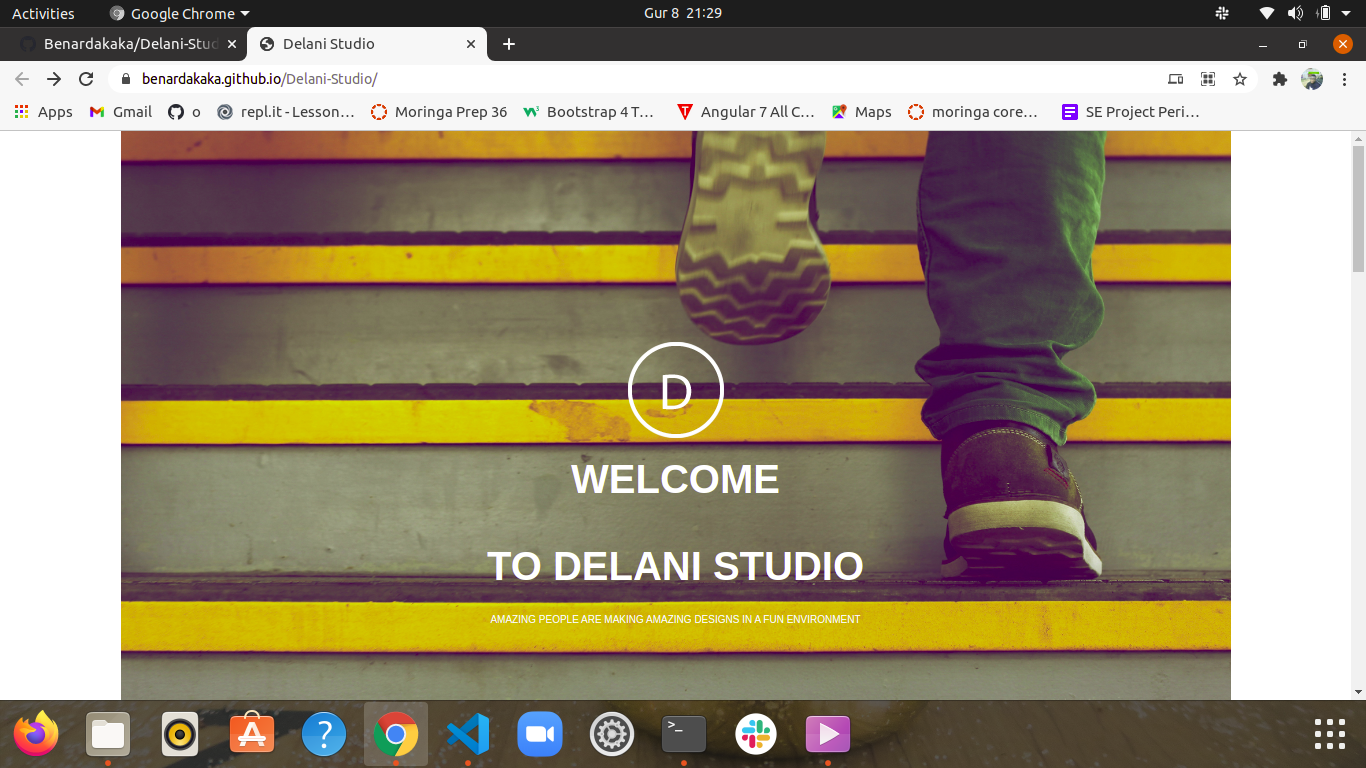 Activities
Google Chrome
Gur 8 21:29
Benardakaka/Delani-Stud
Delani Studio
benardakaka.github.io/Delani-Studio/
Apps
Gmail
o
repl.it - Lesson…
Moringa Prep 36
Bootstrap 4 T…
Angular 7 All C…
Maps
moringa core…
SE Project Peri…
D
WELCOME
TO DELANI STUDIO
AMAZING PEOPLE ARE MAKING AMAZING DESIGNS IN A FUN ENVIRONMENT